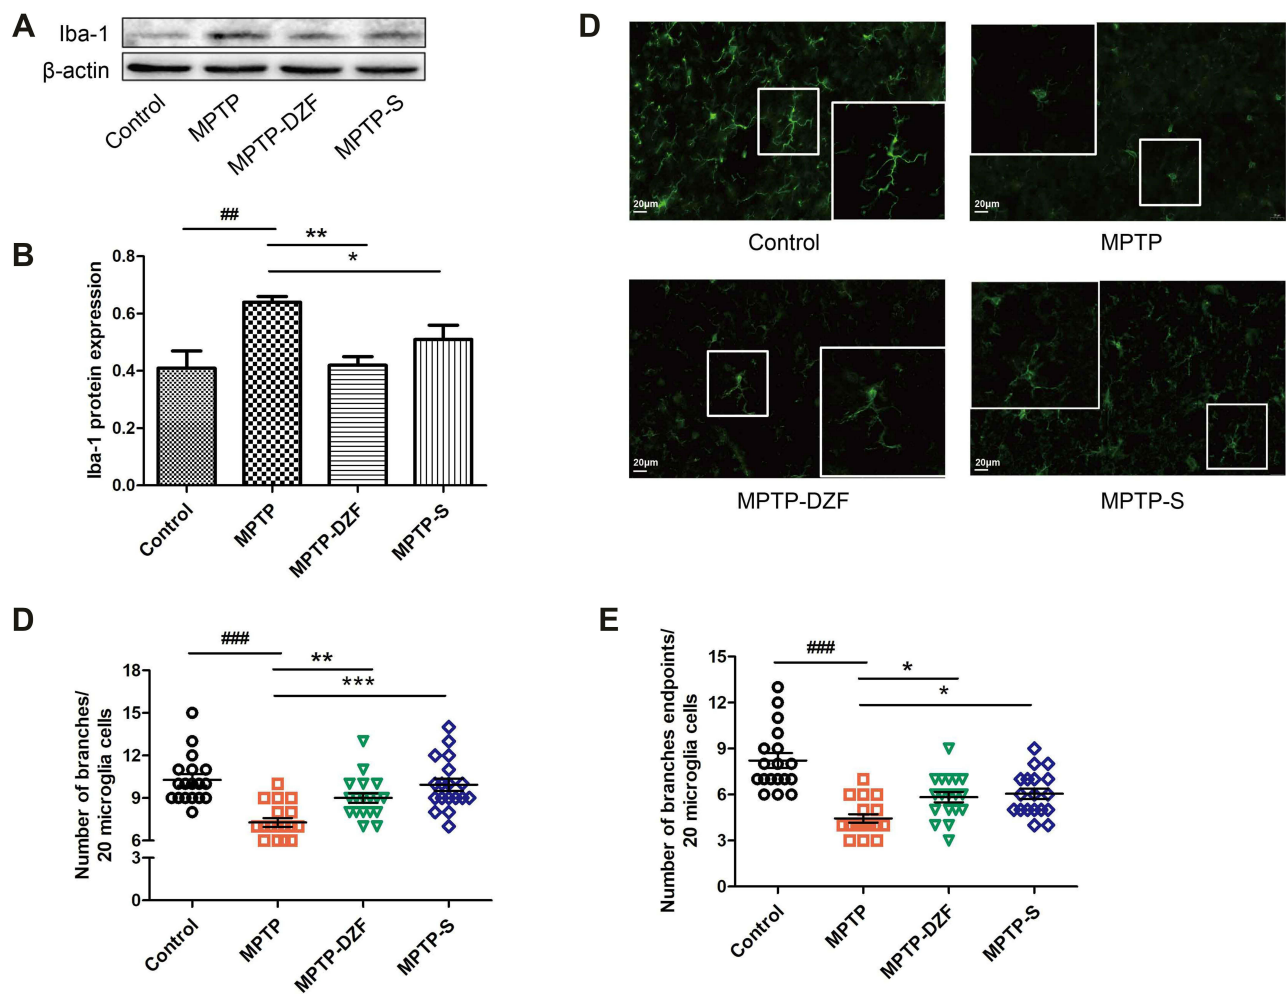 A
Iba-1
β-actin
Control
MPTP
MPTP-DZF
MPTP-S
B
##
**
*
Iba-1 protein expression
0.8
0.6
0.4
0.2
0.0
Control
MPTP
MPTP-DZF
MPTP-S
D
20μm
Control
20μm
MPTP
20μm
MPTP-DZF
20μm
MPTP-S
D
###
**
***
Number of branches/
20 microglia cells
18
15
12
9
6
3
0
Control
MPTP
MPTP-DZF
MPTP-S
E
###
*
*
Number of branches endpoints/
20 microglia cells
15
12
9
6
3
0
Control
MPTP
MPTP-DZF
MPTP-S